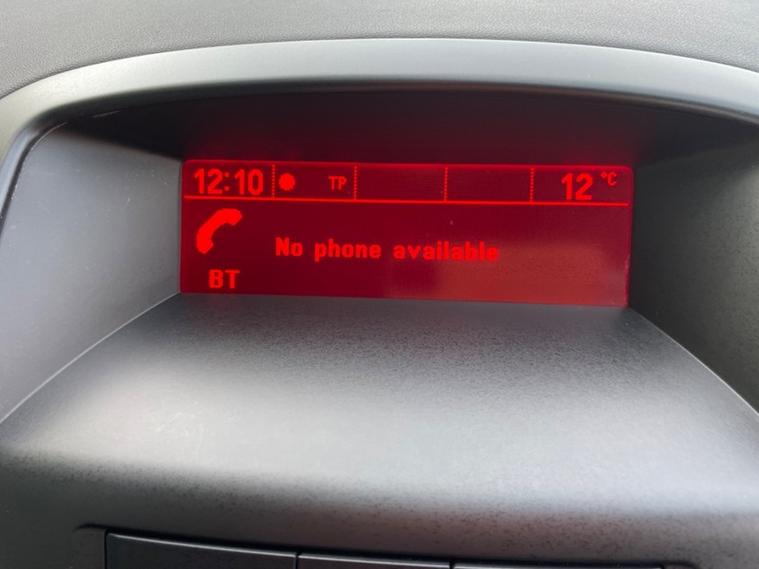 12:10 TP 12 °C
No phone available
BT